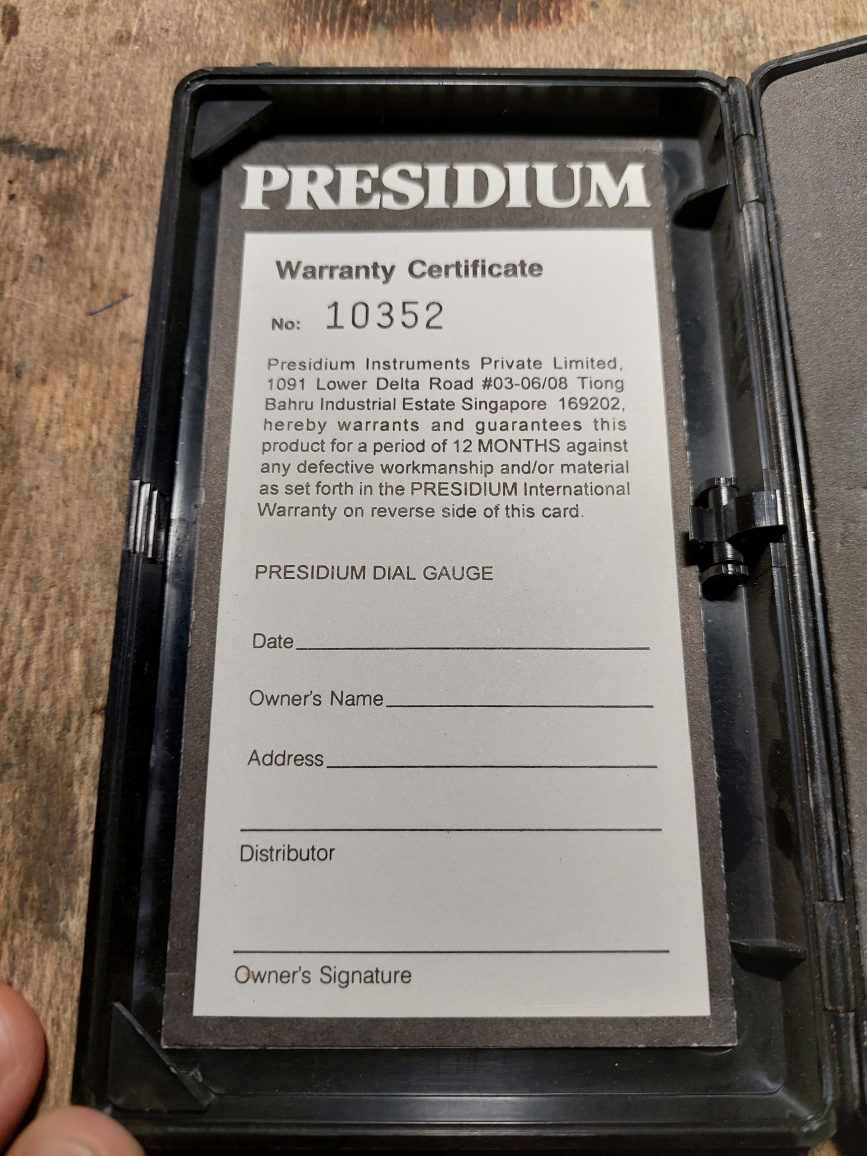 PRESIDIUM
Warranty Certificate
No: 10352
Presidium Instruments Private Limited,
1091 Lower Delta Road #03-06/08 Tiong
Bahru Industrial Estate Singapore 169202,
hereby warrants and guarantees this
product for a period of 12 MONTHS against
any defective workmanship and/or material
as set forth in the PRESIDIUM International
Warranty on reverse side of this card.
PRESIDIUM DIAL GAUGE
Date
Owner's Name
Address
Distributor
Owner's Signature